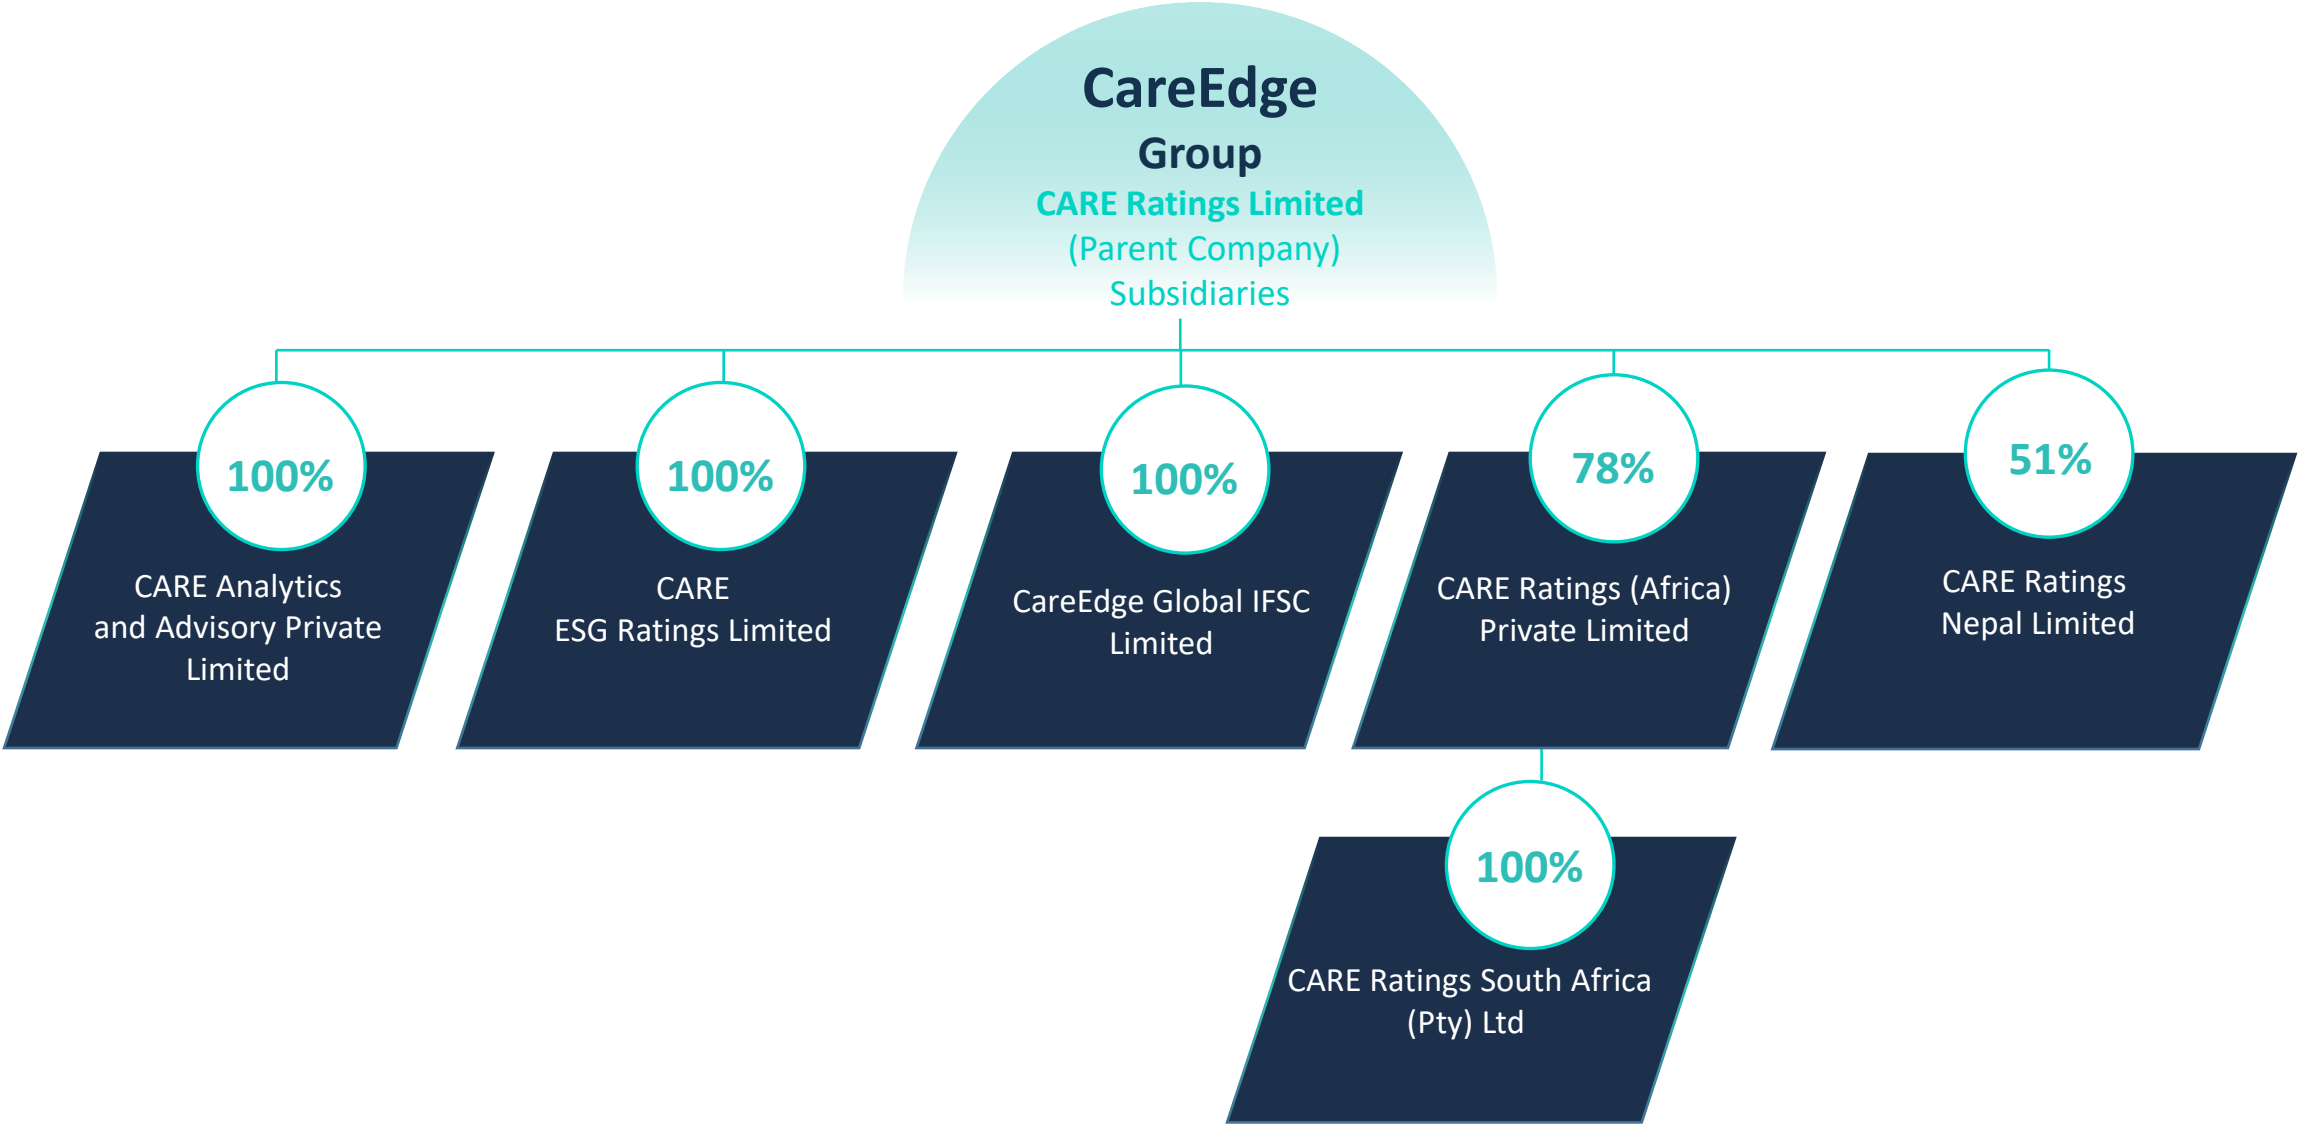 CareEdge
Group
CARE Ratings Limited
(Parent Company)
Subsidiaries
100%
CARE Analytics
and Advisory Private
Limited
100%
CARE
ESG Ratings Limited
100%
CareEdge Global IFSC
Limited
78%
CARE Ratings (Africa)
Private Limited
51%
CARE Ratings
Nepal Limited
100%
CARE Ratings South Africa
(Pty) Ltd